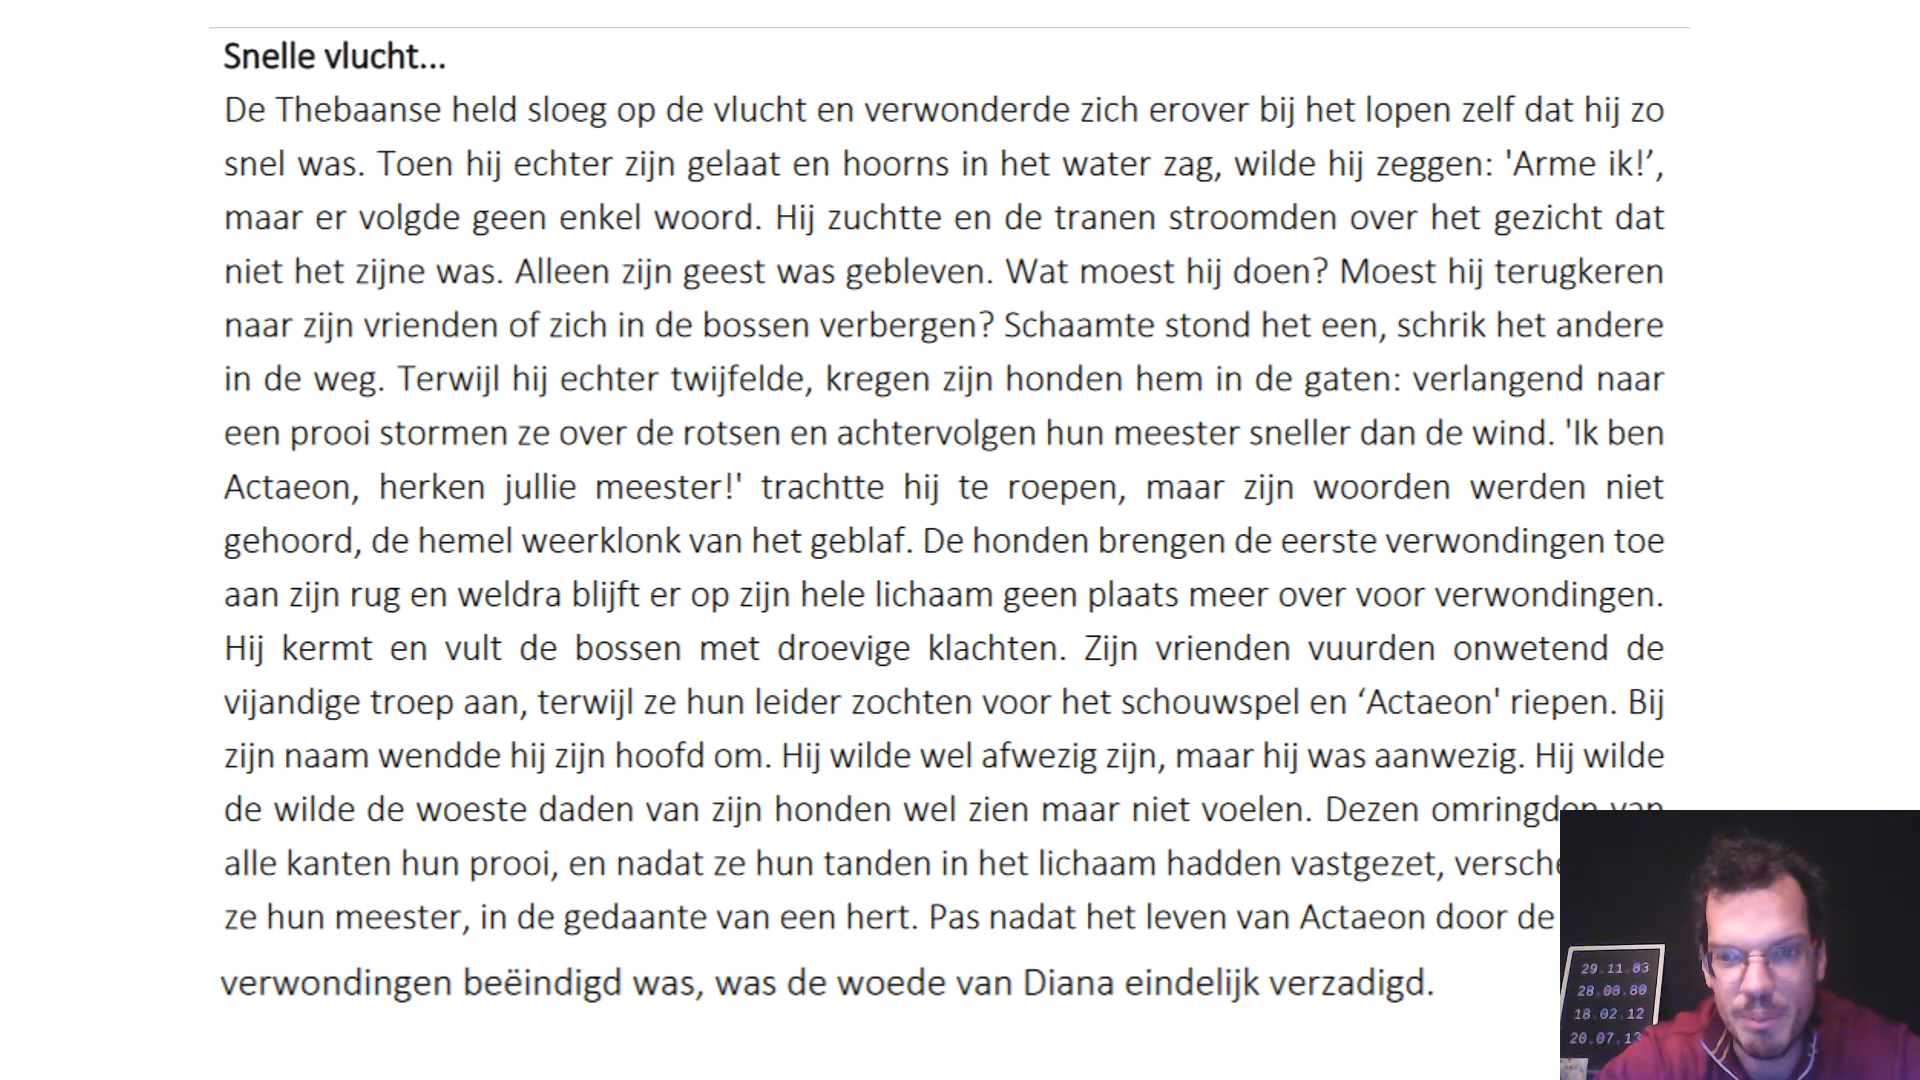 Snelle vlucht...
De Thebaanse held sloeg op de vlucht en verwonderde zich erover bij het lopen zelf dat hij zo
snel was. Toen hij echter zijn gelaat en hoorns in het water zag, wilde hij zeggen: 'Arme ik!’,
maar er volgde geen enkel woord. Hij zuchtte en de tranen stroomden over het gezicht dat
niet het zijne was. Alleen zijn geest was gebleven. Wat moest hij doen? Moest hij terugkeren
naar zijn vrienden of zich in de bossen verbergen? Schaamte stond het een, schrik het andere
in de weg. Terwijl hij echter twijfelde, kregen zijn honden hem in de gaten: verlangend naar
een prooi stormen ze over de rotsen en achtervolgen hun meester sneller dan de wind. 'Ik ben
Actaeon, herken jullie meester!' trachtte hij te roepen, maar zijn woorden werden niet
gehoord, de hemel weerklonk van het geblaf. De honden brengen de eerste verwondingen toe
aan zijn rug en weldra blijft er op zijn hele lichaam geen plaats meer over voor verwondingen.
Hij kermt en vult de bossen met droevige klachten. Zijn vrienden vuurden onwetend de
vijandige troep aan, terwijl ze hun leider zochten voor het schouwspel en ‘Actaeon' riepen. Bij
zijn naam wendde hij zijn hoofd om. Hij wilde wel afwezig zijn, maar hij was aanwezig. Hij wilde
de wilde de woeste daden van zijn honden wel zien maar niet voelen. Dezen omringden van
alle kanten hun prooi, en nadat ze hun tanden in het lichaam hadden vastgezet,
ze hun meester, in de gedaante van een hert. Pas nadat het leven van Actaeon door de
verwondingen beëindigd was, was de woede van Diana eindelijk verzadigd.
29.11.83
28.08.80
18.02.12
20.07.13